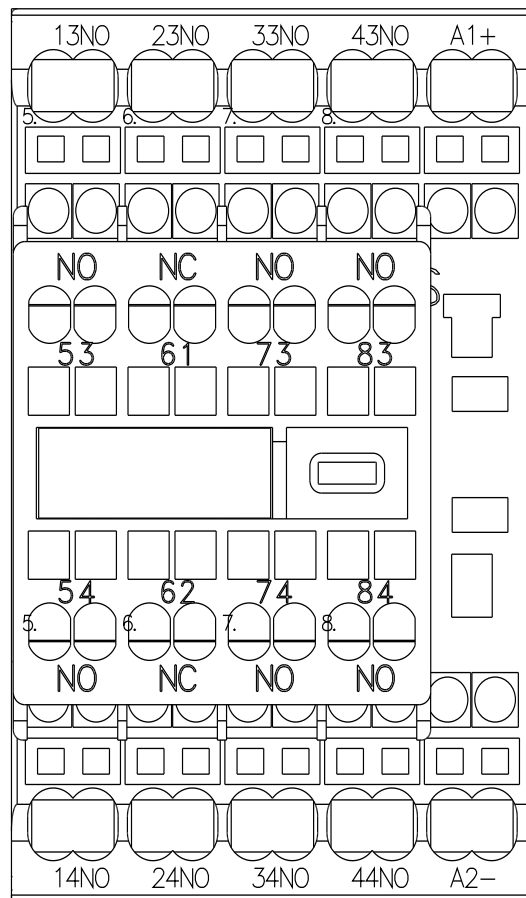 13NO 23NO 33NO 43NO A1+
5. 6. 7. 8.
NO NC NO NO
53 61 73 83
54 62 74 84
5. 6. 7. 8.
NO NC NO NO
14NO 24NO 34NO 44NO A2-